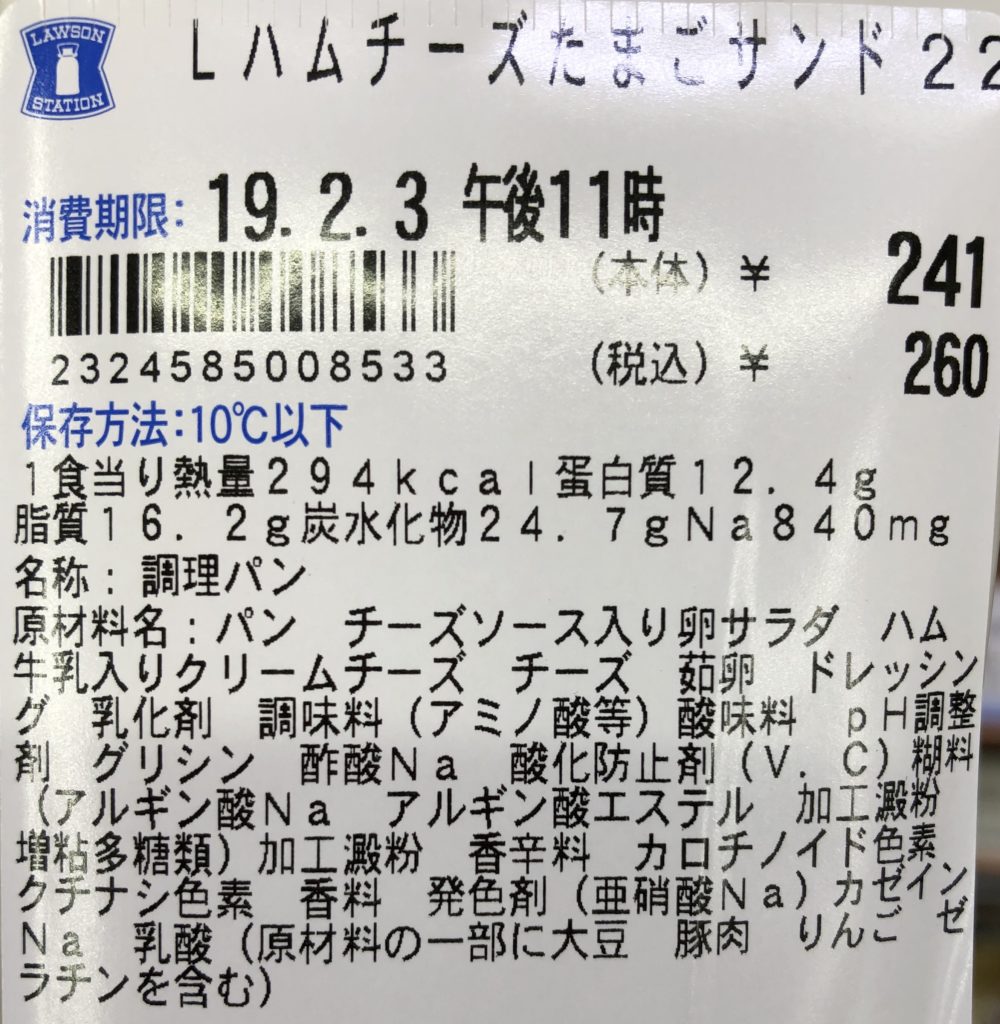 LAWSON
STATION
Lハムチーズたまごサンド22
消費期限: 19. 2. 3 午後11時
(本体) ¥ 241
2324585008533 (税込) ¥ 260
保存方法:10℃以下
1食当り熱量294kcal蛋白質12. 4g
脂質16. 2g炭水化物24. 7gNa840mg
名称:調理パン
原材料名:パン チーズソース入り卵サラダ ハム
牛乳入りクリームチーズ チーズ 茹卵 ドレッシン
グ 乳化剤 調味料(アミノ酸等)酸味料 pH調整
剤 グリシン 酢酸Na 酸化防止剤(V. C)糊料
(アルギン酸Na アルギン酸エステル 加工澱粉
増粘多糖類)加工澱粉 香辛料 カロチノイド色素
クチナシ色素 香料 発色剤(亜硝酸Na)カゼイン
Na 乳酸(原材料の一部に大豆 豚肉 りんご ゼ
ラチンを含む)